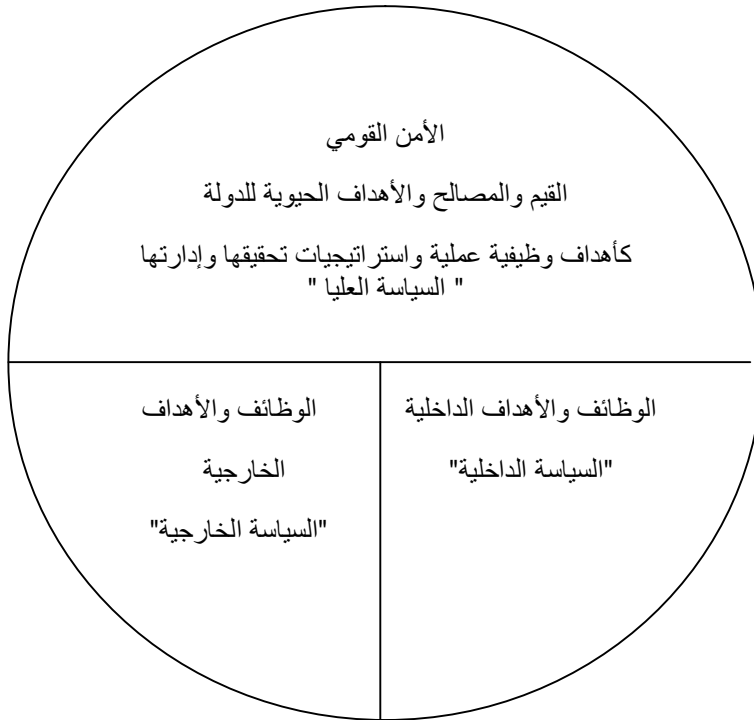 الأمن القومي
القيم والمصالح والأهداف الحيوية للدولة
كأهداف وظيفية عملية واستراتيجيات تحقيقها وإدارتها
" السياسة العليا "
الوظائف والأهداف الداخلية
"السياسة الداخلية"
الوظائف والأهداف
الخارجية
"السياسة الخارجية"